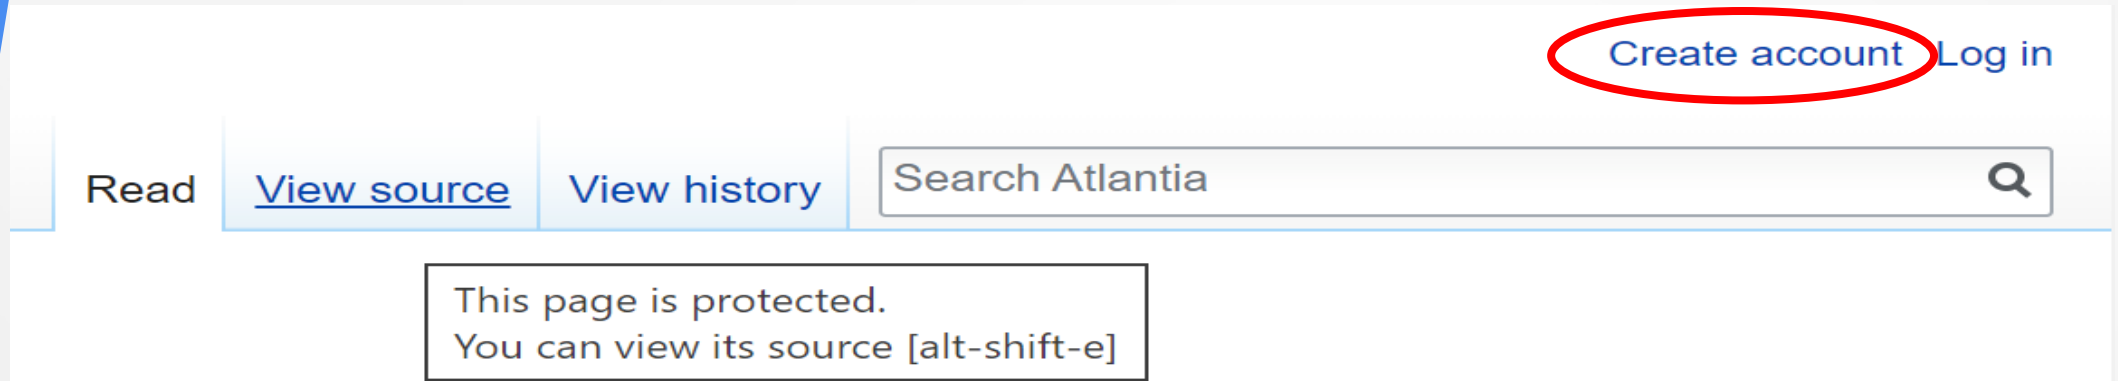 Create account Log in
Read View source View history Search Atlantia
This page is protected.
You can view its source [alt-shift-e]